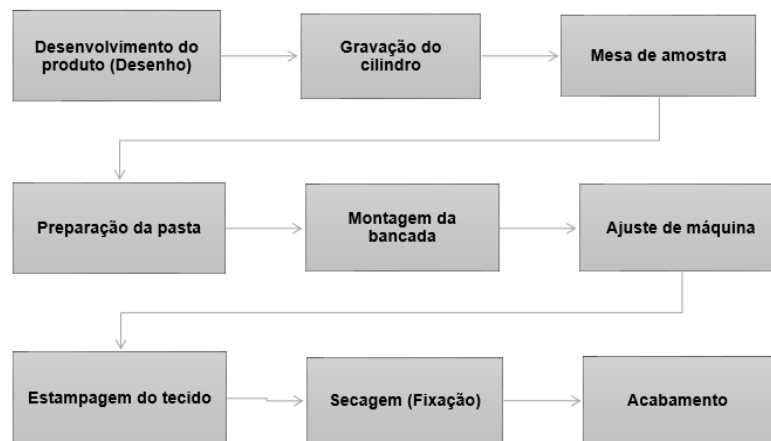 Desenvolvimento do
produto (Desenho)
Gravação do
cilindro
Mesa de amostra
Preparação da pasta
Montagem da
bancada
Ajuste de máquina
Estampagem do tecido
Secagem (Fixação)
Acabamento